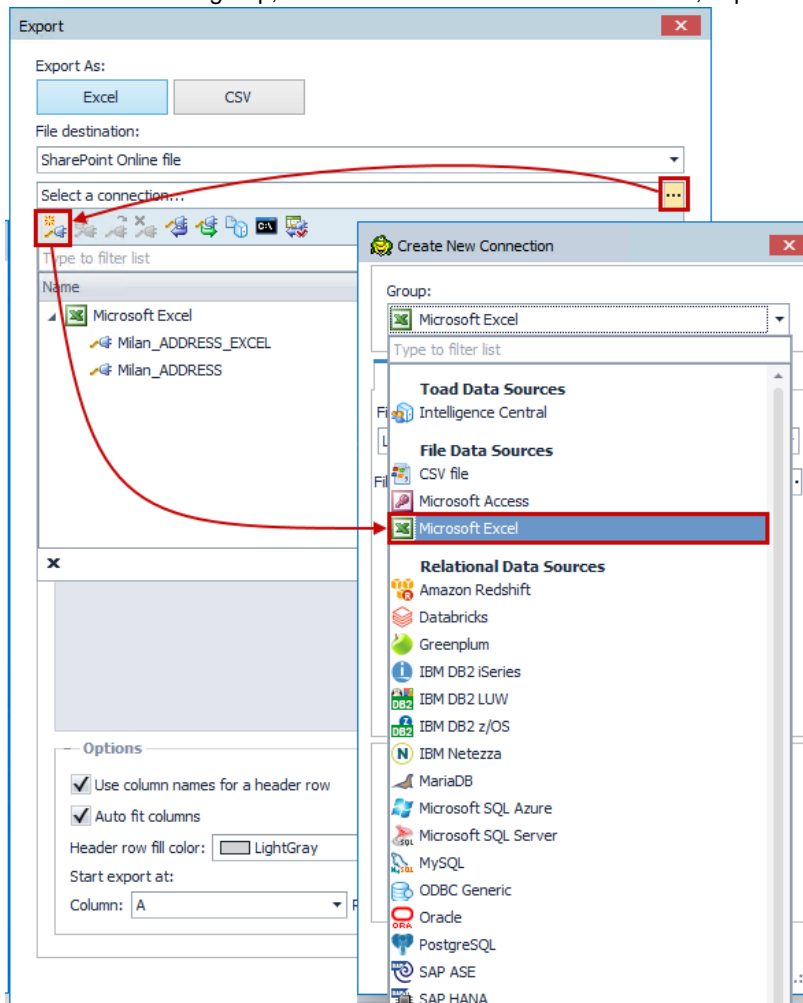 Export
Export As:
Excel CSV
File destination:
SharePoint Online file
Select a connection...
Type to filter list
Name
Microsoft Excel
Milan_ADDRESS_EXCEL
Milan_ADDRESS
Options
Use column names for a header row
Auto fit columns
Header row fill color: LightGray
Start export at:
Column: A
Create New Connection
Group:
Microsoft Excel
Type to filter list
Toad Data Sources
Intelligence Central
File Data Sources
CSV file
Microsoft Access
Microsoft Excel
Relational Data Sources
Amazon Redshift
Databricks
Greenplum
IBM DB2 iSeries
IBM DB2 LUW
IBM DB2 z/OS
IBM Netezza
MariaDB
Microsoft SQL Azure
Microsoft SQL Server
MySQL
ODBC Generic
Oracle
PostgreSQL
SAP ASE
SAP HANA